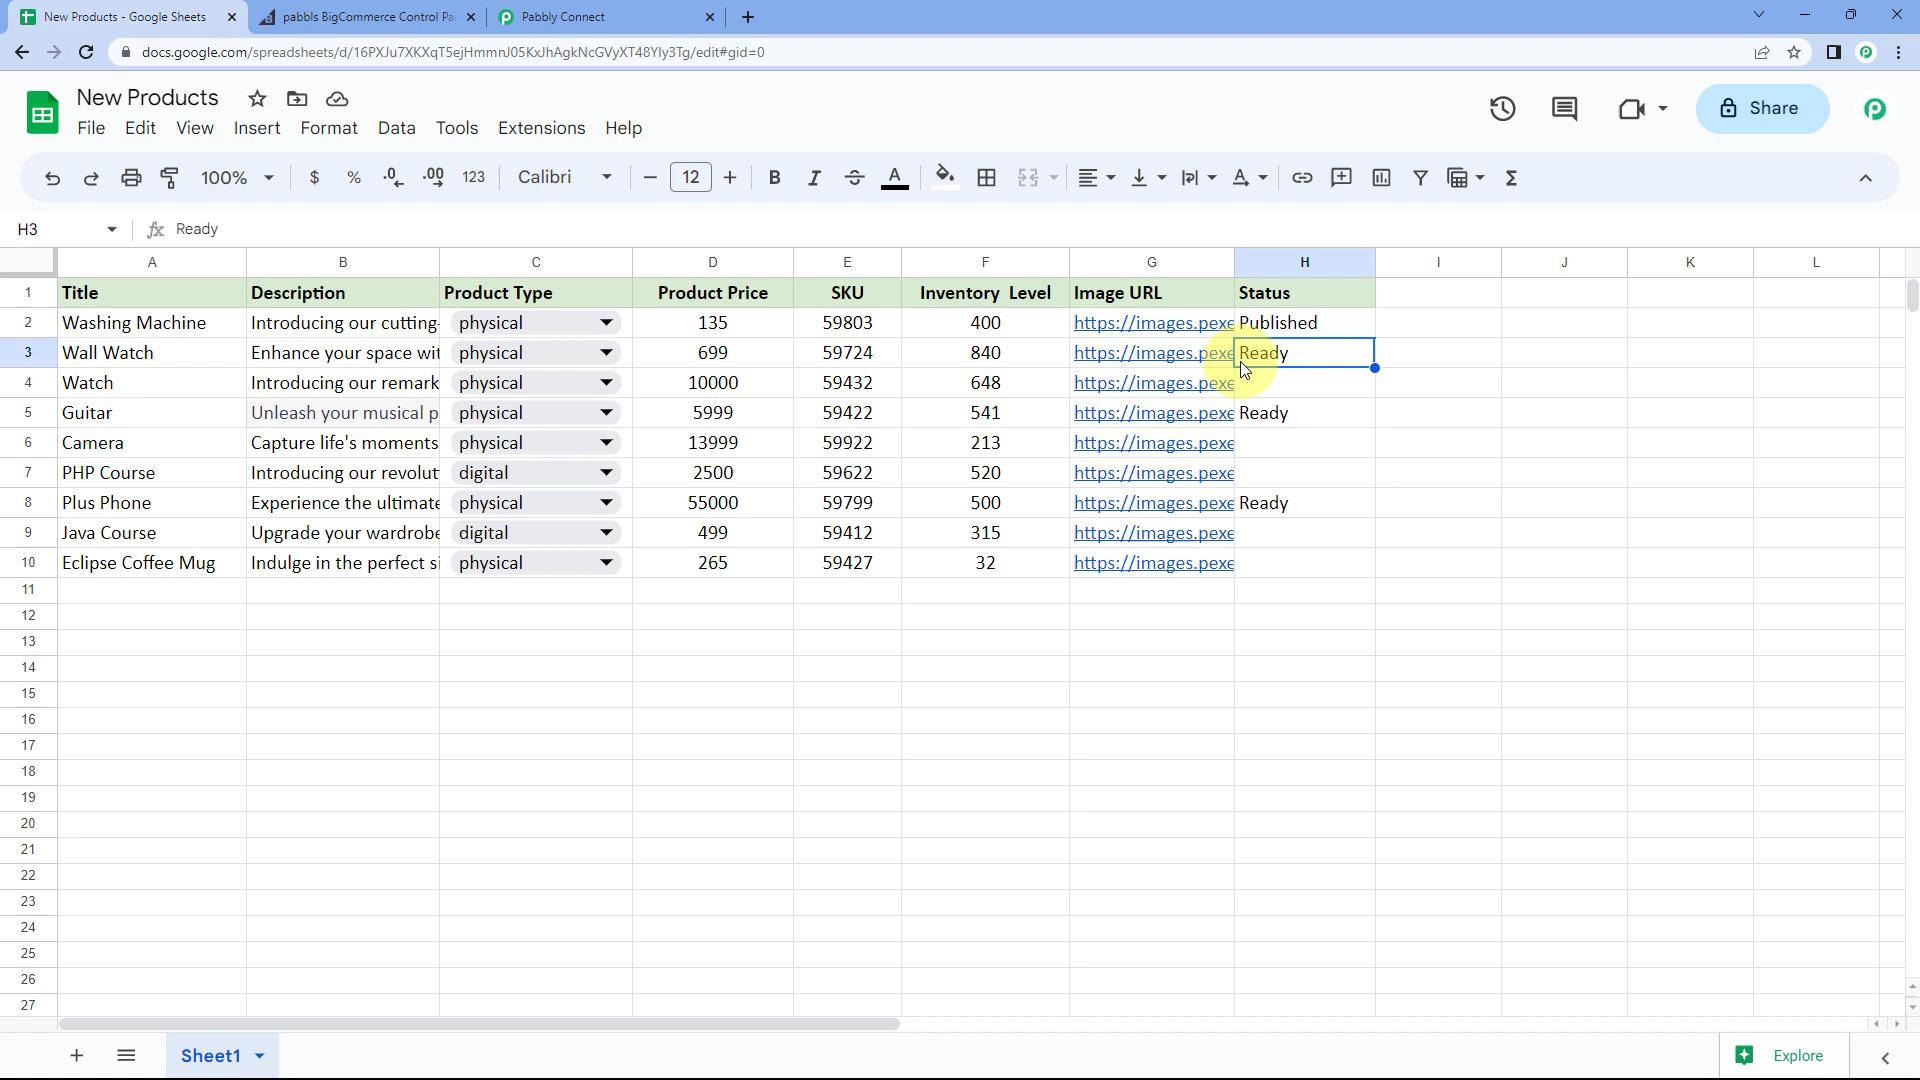 New Products - Google Sheets
pabbls BigCommerce Control Pa
Pabbly Connect
docs.google.com/spreadsheets/d/16PXJu7XKXqT5ejHmmnJ05KxJhAgkNcGVyXT48Yly3Tg/edit#gid=0
New Products
File Edit View Insert Format Data Tools Extensions Help
Share
100% $ % .0 .00 123 Calibri 12 B I S A
H3 fx Ready
A B C D E F G H I J K L
1 Title Description Product Type Product Price SKU Inventory Level Image URL Status
2 Washing Machine Introducing our cutting- physical 135 59803 400 https://images.pexe Published
3 Wall Watch Enhance your space wit physical 699 59724 840 https://images.pexe Ready
4 Watch Introducing our remark physical 10000 59432 648 https://images.pexe
5 Guitar Unleash your musical p physical 5999 59422 541 https://images.pexe Ready
6 Camera Capture life's moments physical 13999 59922 213 https://images.pexe
7 PHP Course Introducing our revolut digital 2500 59622 520 https://images.pexe
8 Plus Phone Experience the ultimate physical 55000 59799 500 https://images.pexe Ready
9 Java Course Upgrade your wardrobe digital 499 59412 315 https://images.pexe
10 Eclipse Coffee Mug Indulge in the perfect si physical 265 59427 32 https://images.pexe
11
12
13
14
15
16
17
18
19
20
21
22
23
24
25
26
27
Sheet1
Explore